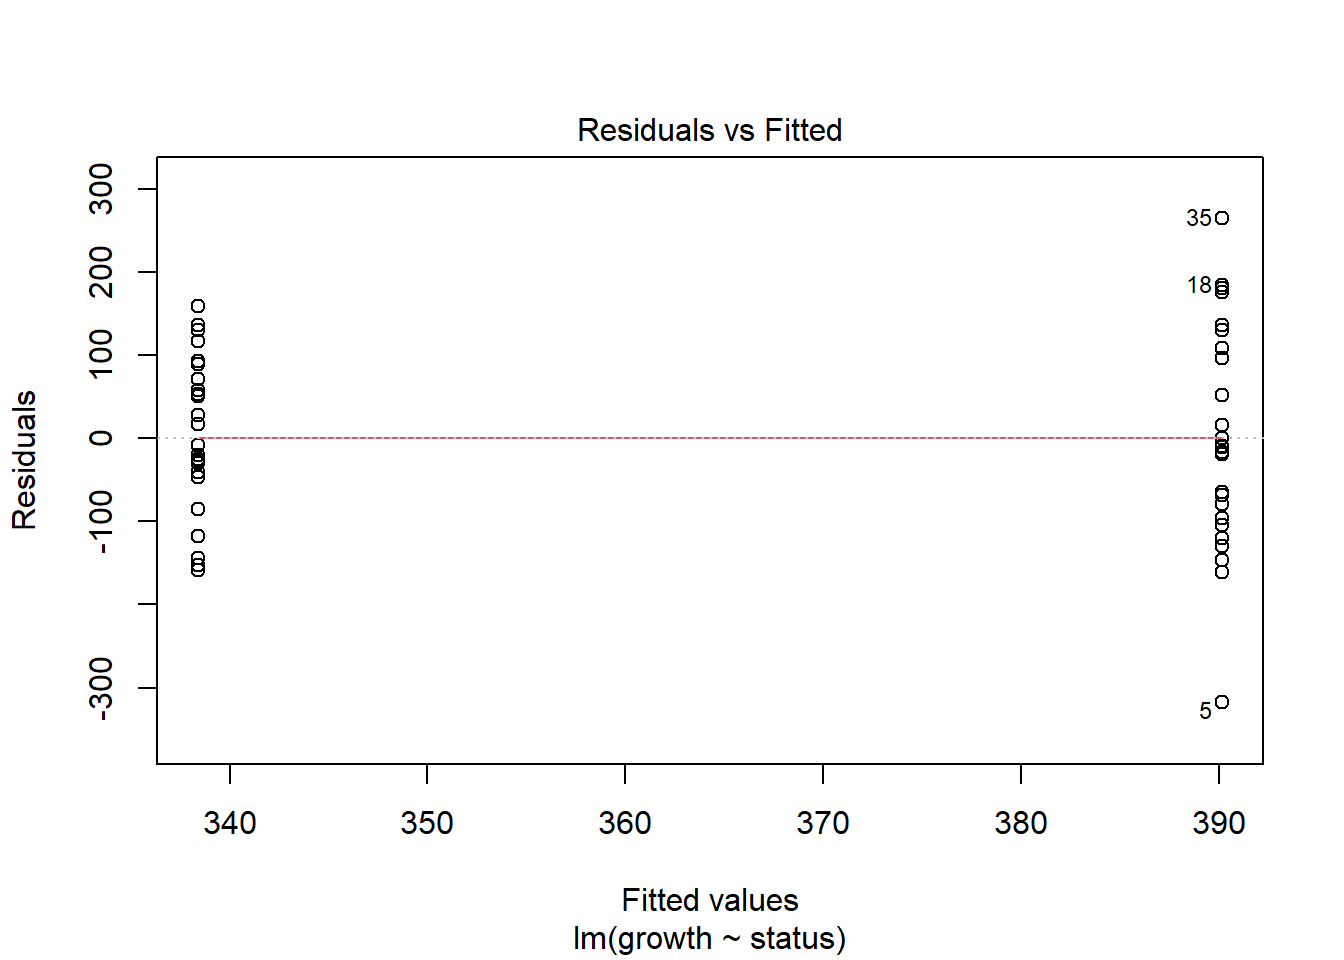 Residuals vs Fitted
300
200
100
0
-100
-300
Residuals
35
18
5
340 350 360 370 380 390
Fitted values
lm(growth ~ status)